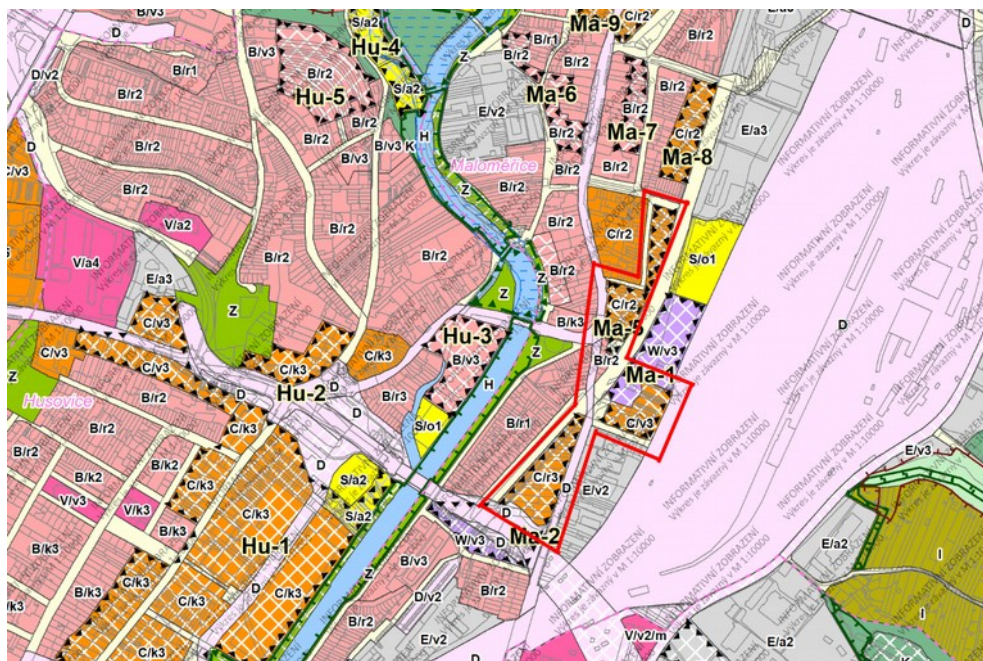 B/v3
S/a2
Ma-9
C/r2
E/a3
D
D
Hu-4
B/r1
B/r2
INFORMATIVNÍ ZOBRAZENÍ
Výkres je závazný v M 1:10000
D/v2
B/r1
B/r2
S/a2
B/r2
Hu-5
E/v2
Ma-6
B/r2
B/r2
B/r2
C/r2
E/a3
Ma-7
B/r2
H
K
B/v3
B/v3
Maloměřice
Ma-8
D
C/v3
B/r2
B/r2
B/r2
Z
B/r2
B/r2
V/a2
B/r2
C/r2
B/r2
S/o1
V/a4
E/a3
B/r2
Z
B/r2
Z
C/r2
C/v3
Z
Hu-3
B/k3
Ma-5
W/v3
D
C/v3
C/k3
C/k3
B/v3
Z
B/r2
Ma-1
Z
Hu-2
H
B/r3
Husovice
C/k3
S/o1
B/r1
C/v3
B/r2
B/k2
S/a2
C/r3
E/v2
D
E/v3
B/k2
V/v3
V/k3
C/k3
S/a2
D
B/k3
B/k3
Hu-1
W/v3
D
Ma-2
B/v3
E/a2
I
C/k3
C/k3
Z
B/r2
D/v2
C/k3
C/k3
D
B/r2
E/v2
V/v2/m
E/a2
I
D